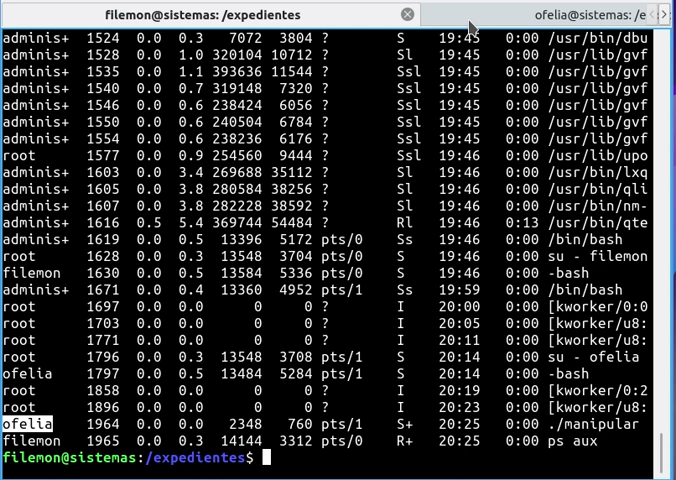 filemon@sistemas: /expedientes
ofelia@sistemas: /e
adminis+ 1524 0.0 0.3 7072 3804 ? S 19:45 0:00 /usr/bin/dbu
adminis+ 1528 0.0 1.0 320104 10712 ? Sl 19:45 0:00 /usr/lib/gvf
adminis+ 1535 0.0 1.1 393636 11544 ? Ssl 19:45 0:00 /usr/lib/gvf
adminis+ 1540 0.0 0.7 319148 7320 ? Ssl 19:45 0:00 /usr/lib/gvf
adminis+ 1546 0.0 0.6 238424 6056 ? Ssl 19:45 0:00 /usr/lib/gvf
adminis+ 1550 0.0 0.6 240504 6784 ? Ssl 19:45 0:00 /usr/lib/gvf
adminis+ 1554 0.0 0.6 238236 6176 ? Ssl 19:45 0:00 /usr/lib/gvf
root 1577 0.0 0.9 254560 9444 ? Ssl 19:46 0:00 /usr/lib/upo
adminis+ 1603 0.0 3.4 269688 35112 ? Sl 19:46 0:00 /usr/bin/lxq
adminis+ 1605 0.0 3.8 280584 38256 ? Sl 19:46 0:00 /usr/bin/qli
adminis+ 1607 0.0 3.8 282228 38592 ? Sl 19:46 0:00 /usr/bin/nm-
adminis+ 1616 0.5 5.4 369744 54484 ? Rl 19:46 0:13 /usr/bin/qte
adminis+ 1619 0.0 0.5 13396 5172 pts/0 Ss 19:46 0:00 /bin/bash
root 1628 0.0 0.3 13548 3704 pts/0 S 19:46 0:00 su - filemon
filemon 1630 0.0 0.5 13584 5336 pts/0 S 19:46 0:00 -bash
adminis+ 1671 0.0 0.4 13360 4952 pts/1 Ss 19:59 0:00 /bin/bash
root 1697 0.0 0.0 0 0 ? I 20:00 0:00 [kworker/0:0
root 1703 0.0 0.0 0 0 ? I 20:05 0:00 [kworker/u8:
root 1771 0.0 0.0 0 0 ? I 20:11 0:00 [kworker/u8:
root 1796 0.0 0.3 13548 3708 pts/1 S 20:14 0:00 su - ofelia
ofelia 1797 0.0 0.5 13484 5284 pts/1 S 20:14 0:00 -bash
root 1858 0.0 0.0 0 0 ? I 20:19 0:00 [kworker/0:2
root 1896 0.0 0.0 0 0 ? I 20:23 0:00 [kworker/u8:
ofelia 1964 0.0 0.0 2348 760 pts/1 S+ 20:25 0:00 ./manipular
filemon 1965 0.0 0.3 14144 3312 pts/0 R+ 20:25 0:00 ps aux
filemon@sistemas:/expedientes$